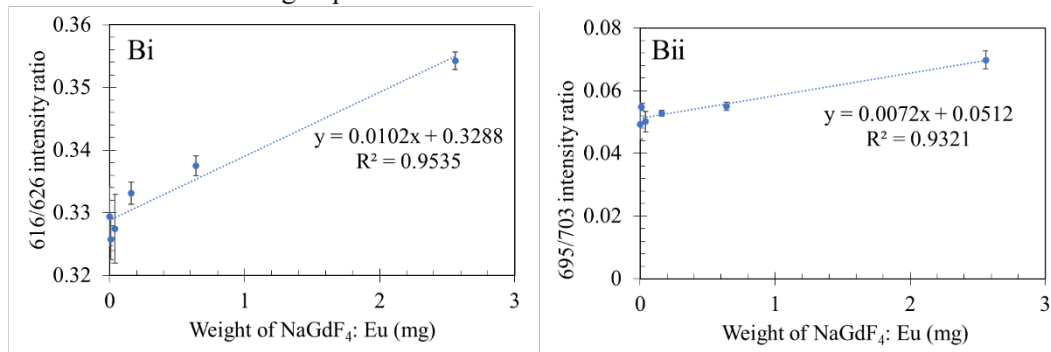 0.36
0.35
0.34
0.33
0.32
616/626 intensity ratio
Bi
y = 0.0102x + 0.3288
R² = 0.9535
0
1
2
3
Weight of NaGdF₄: Eu (mg)
0.08
0.06
0.04
0.02
0
695/703 intensity ratio
Bii
y = 0.0072x + 0.0512
R² = 0.9321
0
1
2
3
Weight of NaGdF₄: Eu (mg)